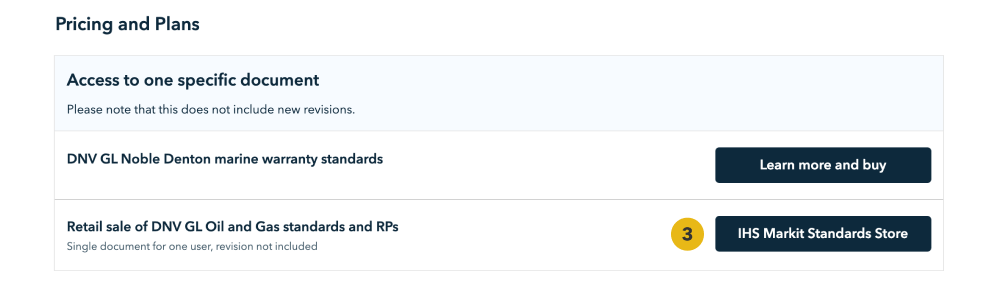 Pricing and Plans
Access to one specific document
Please note that this does not include new revisions.
DNV GL Noble Denton marine warranty standards
Learn more and buy
Retail sale of DNV GL Oil and Gas standards and RPs
Single document for one user, revision not included
3
IHS Markit Standards Store